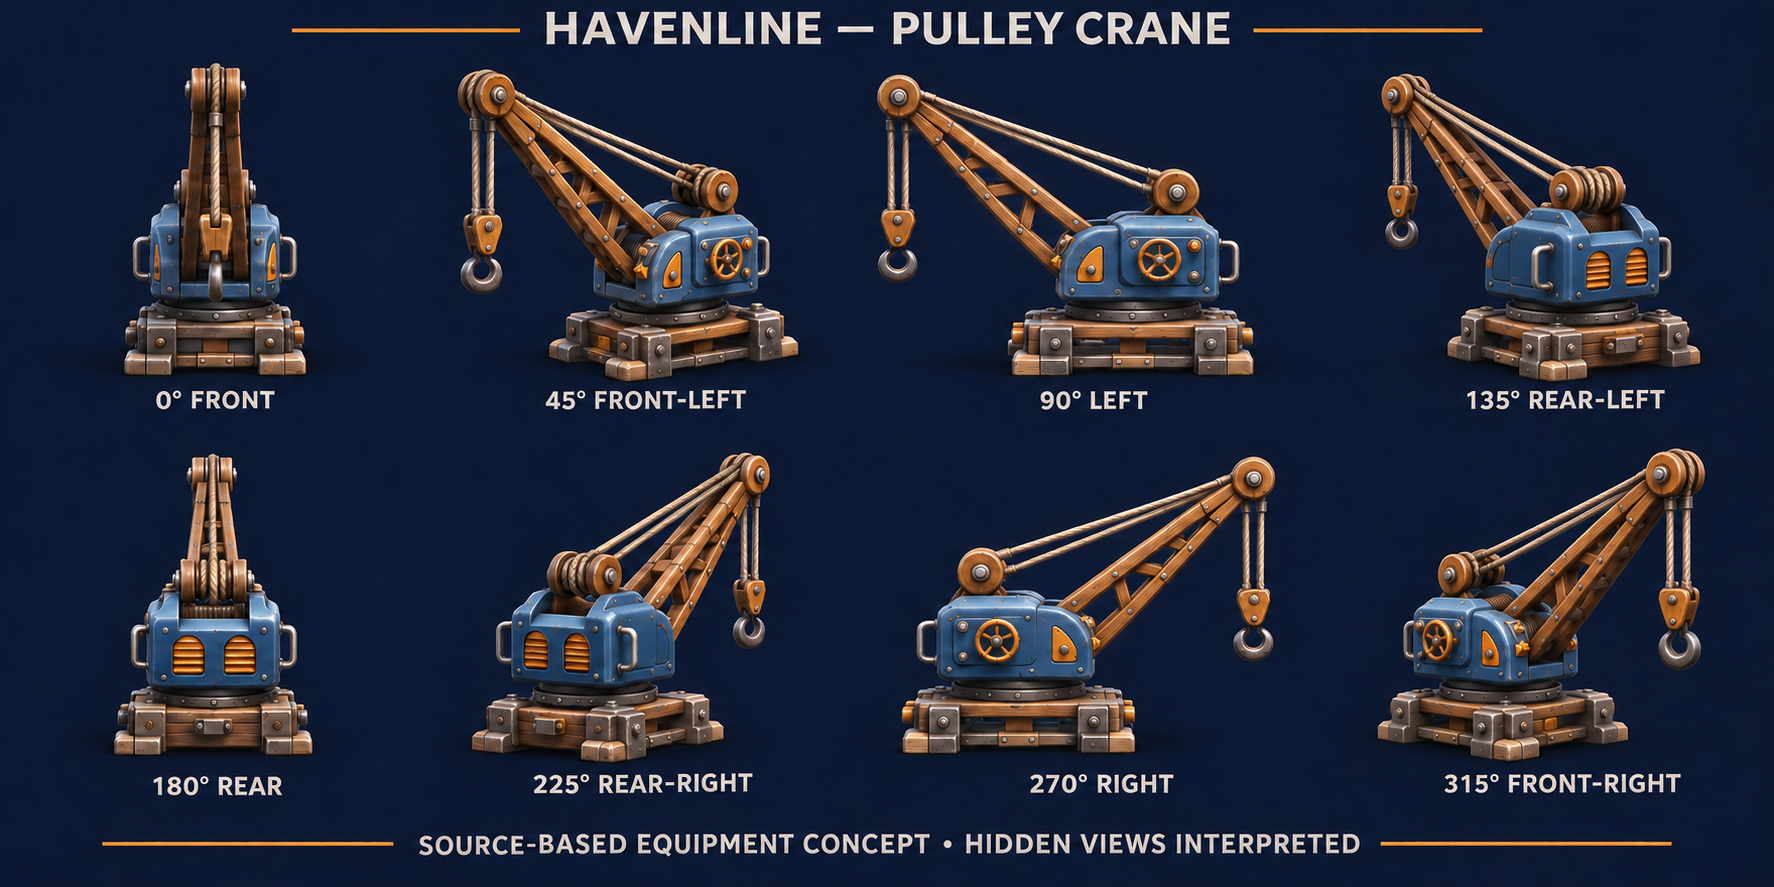 HAVENLINE — PULLEY CRANE
0° FRONT
45° FRONT-LEFT
90° LEFT
135° REAR-LEFT
180° REAR
225° REAR-RIGHT
270° RIGHT
315° FRONT-RIGHT
SOURCE-BASED EQUIPMENT CONCEPT • HIDDEN VIEWS INTERPRETED